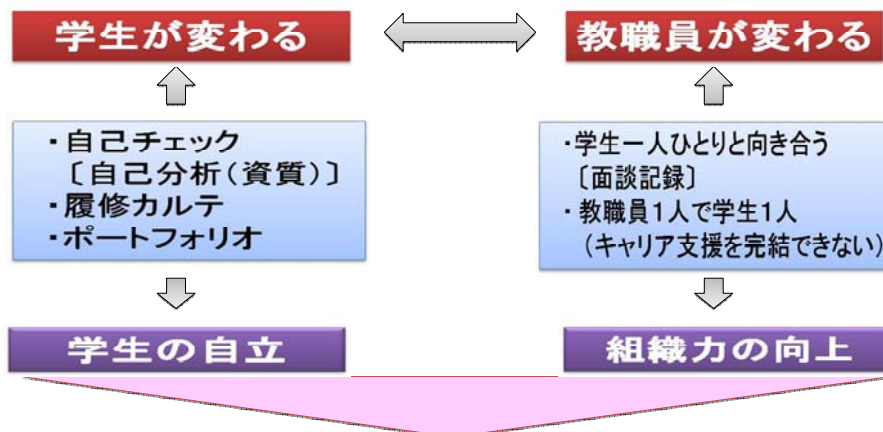 学生が変わる
教職員が変わる
・自己チェック
〔自己分析(資質)〕
・履修カルテ
・ポートフォリオ
・学生一人ひとりと向き合う
〔面談記録〕
・教職員1人で学生1人
(キャリア支援を完結できない)
学生の自立
組織力の向上